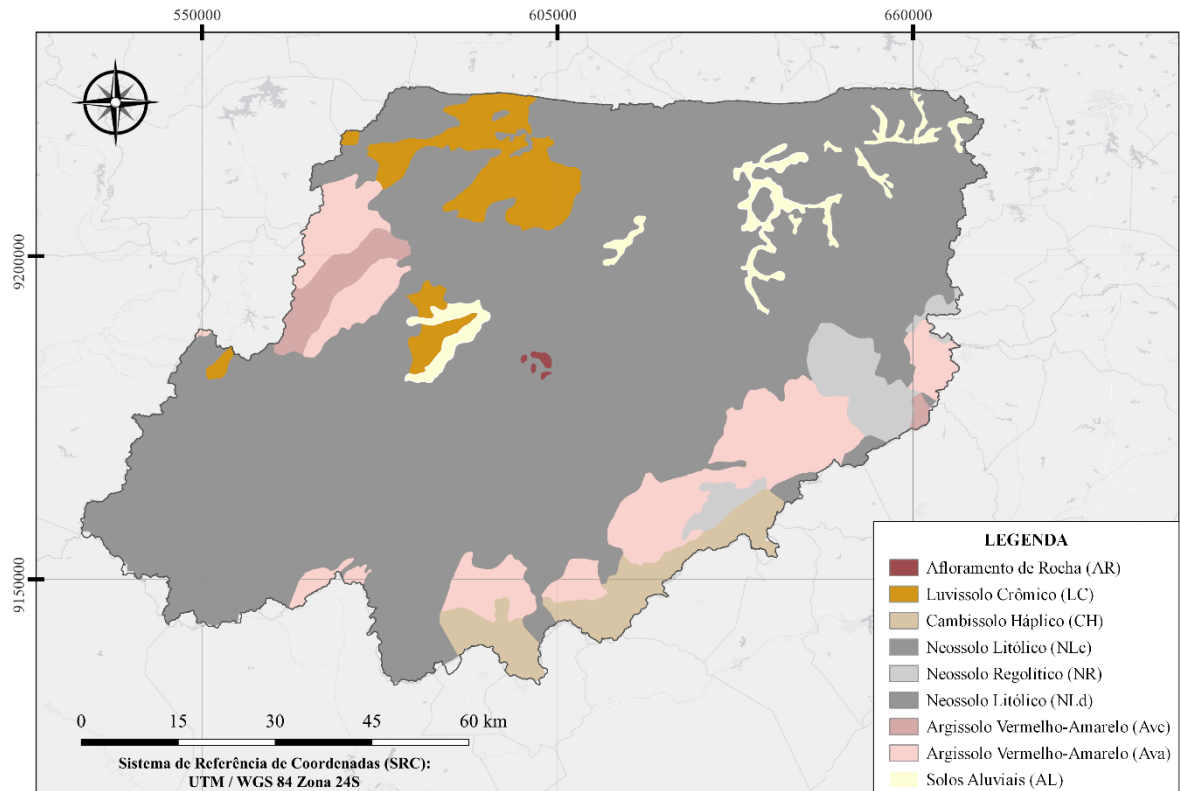 550000
605000
660000
9200000
9150000
LEGENDA
Afloramento de Rocha (AR)
Luvissolo Crômico (LC)
Cambissolo Háplico (CH)
Neossolo Litólico (NLc)
Neossolo Regolítico (NR)
Neossolo Litólico (NLd)
Argissolo Vermelho-Amarelo (Avc)
Argissolo Vermelho-Amarelo (Ava)
Solos Aluviais (AL)
0 15 30 45 60 km
Sistema de Referência de Coordenadas (SRC):
UTM / WGS 84 Zona 24S